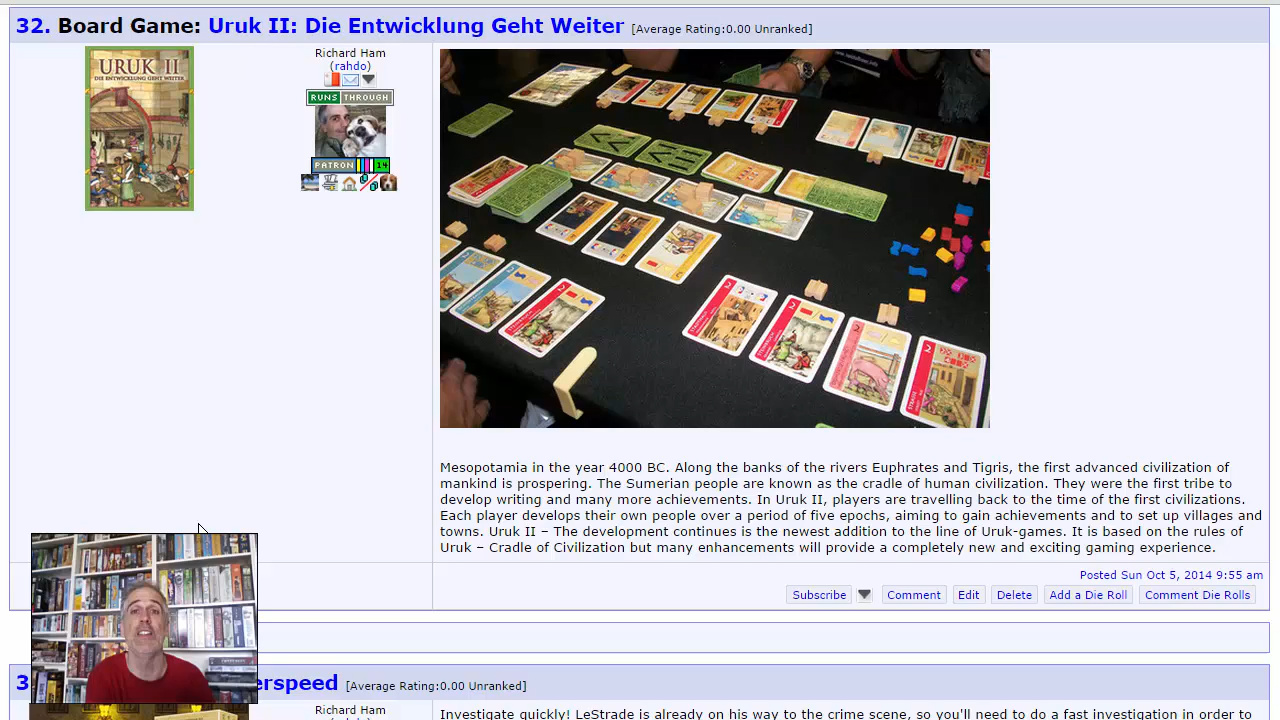 32. Board Game: Uruk II: Die Entwicklung Geht Weiter [Average Rating:0.00 Unranked]
URUK II
DIE ENTWICKLUNG GEHT WEITER
Richard Ham
(rahdo)
RUNS THROUGH
PATRON 14
Mesopotamia in the year 4000 BC. Along the banks of the rivers Euphrates and Tigris, the first advanced civilization of
mankind is prospering. The Sumerian people are known as the cradle of human civilization. They were the first tribe to
develop writing and many more achievements. In Uruk II, players are travelling back to the time of the first civilizations.
Each player develops their own people over a period of five epochs, aiming to gain achievements and to set up villages and
towns. Uruk II – The development continues is the newest addition to the line of Uruk-games. It is based on the rules of
Uruk – Cradle of Civilization but many enhancements will provide a completely new and exciting gaming experience.
Posted Sun Oct 5, 2014 9:55 am
Subscribe Comment Edit Delete Add a Die Roll Comment Die Rolls
3 erspeed [Average Rating:0.00 Unranked]
Richard Ham
(rahdo)
Investigate quickly! LeStrade is already on his way to the crime scene, so you'll need to do a fast investigation in order to